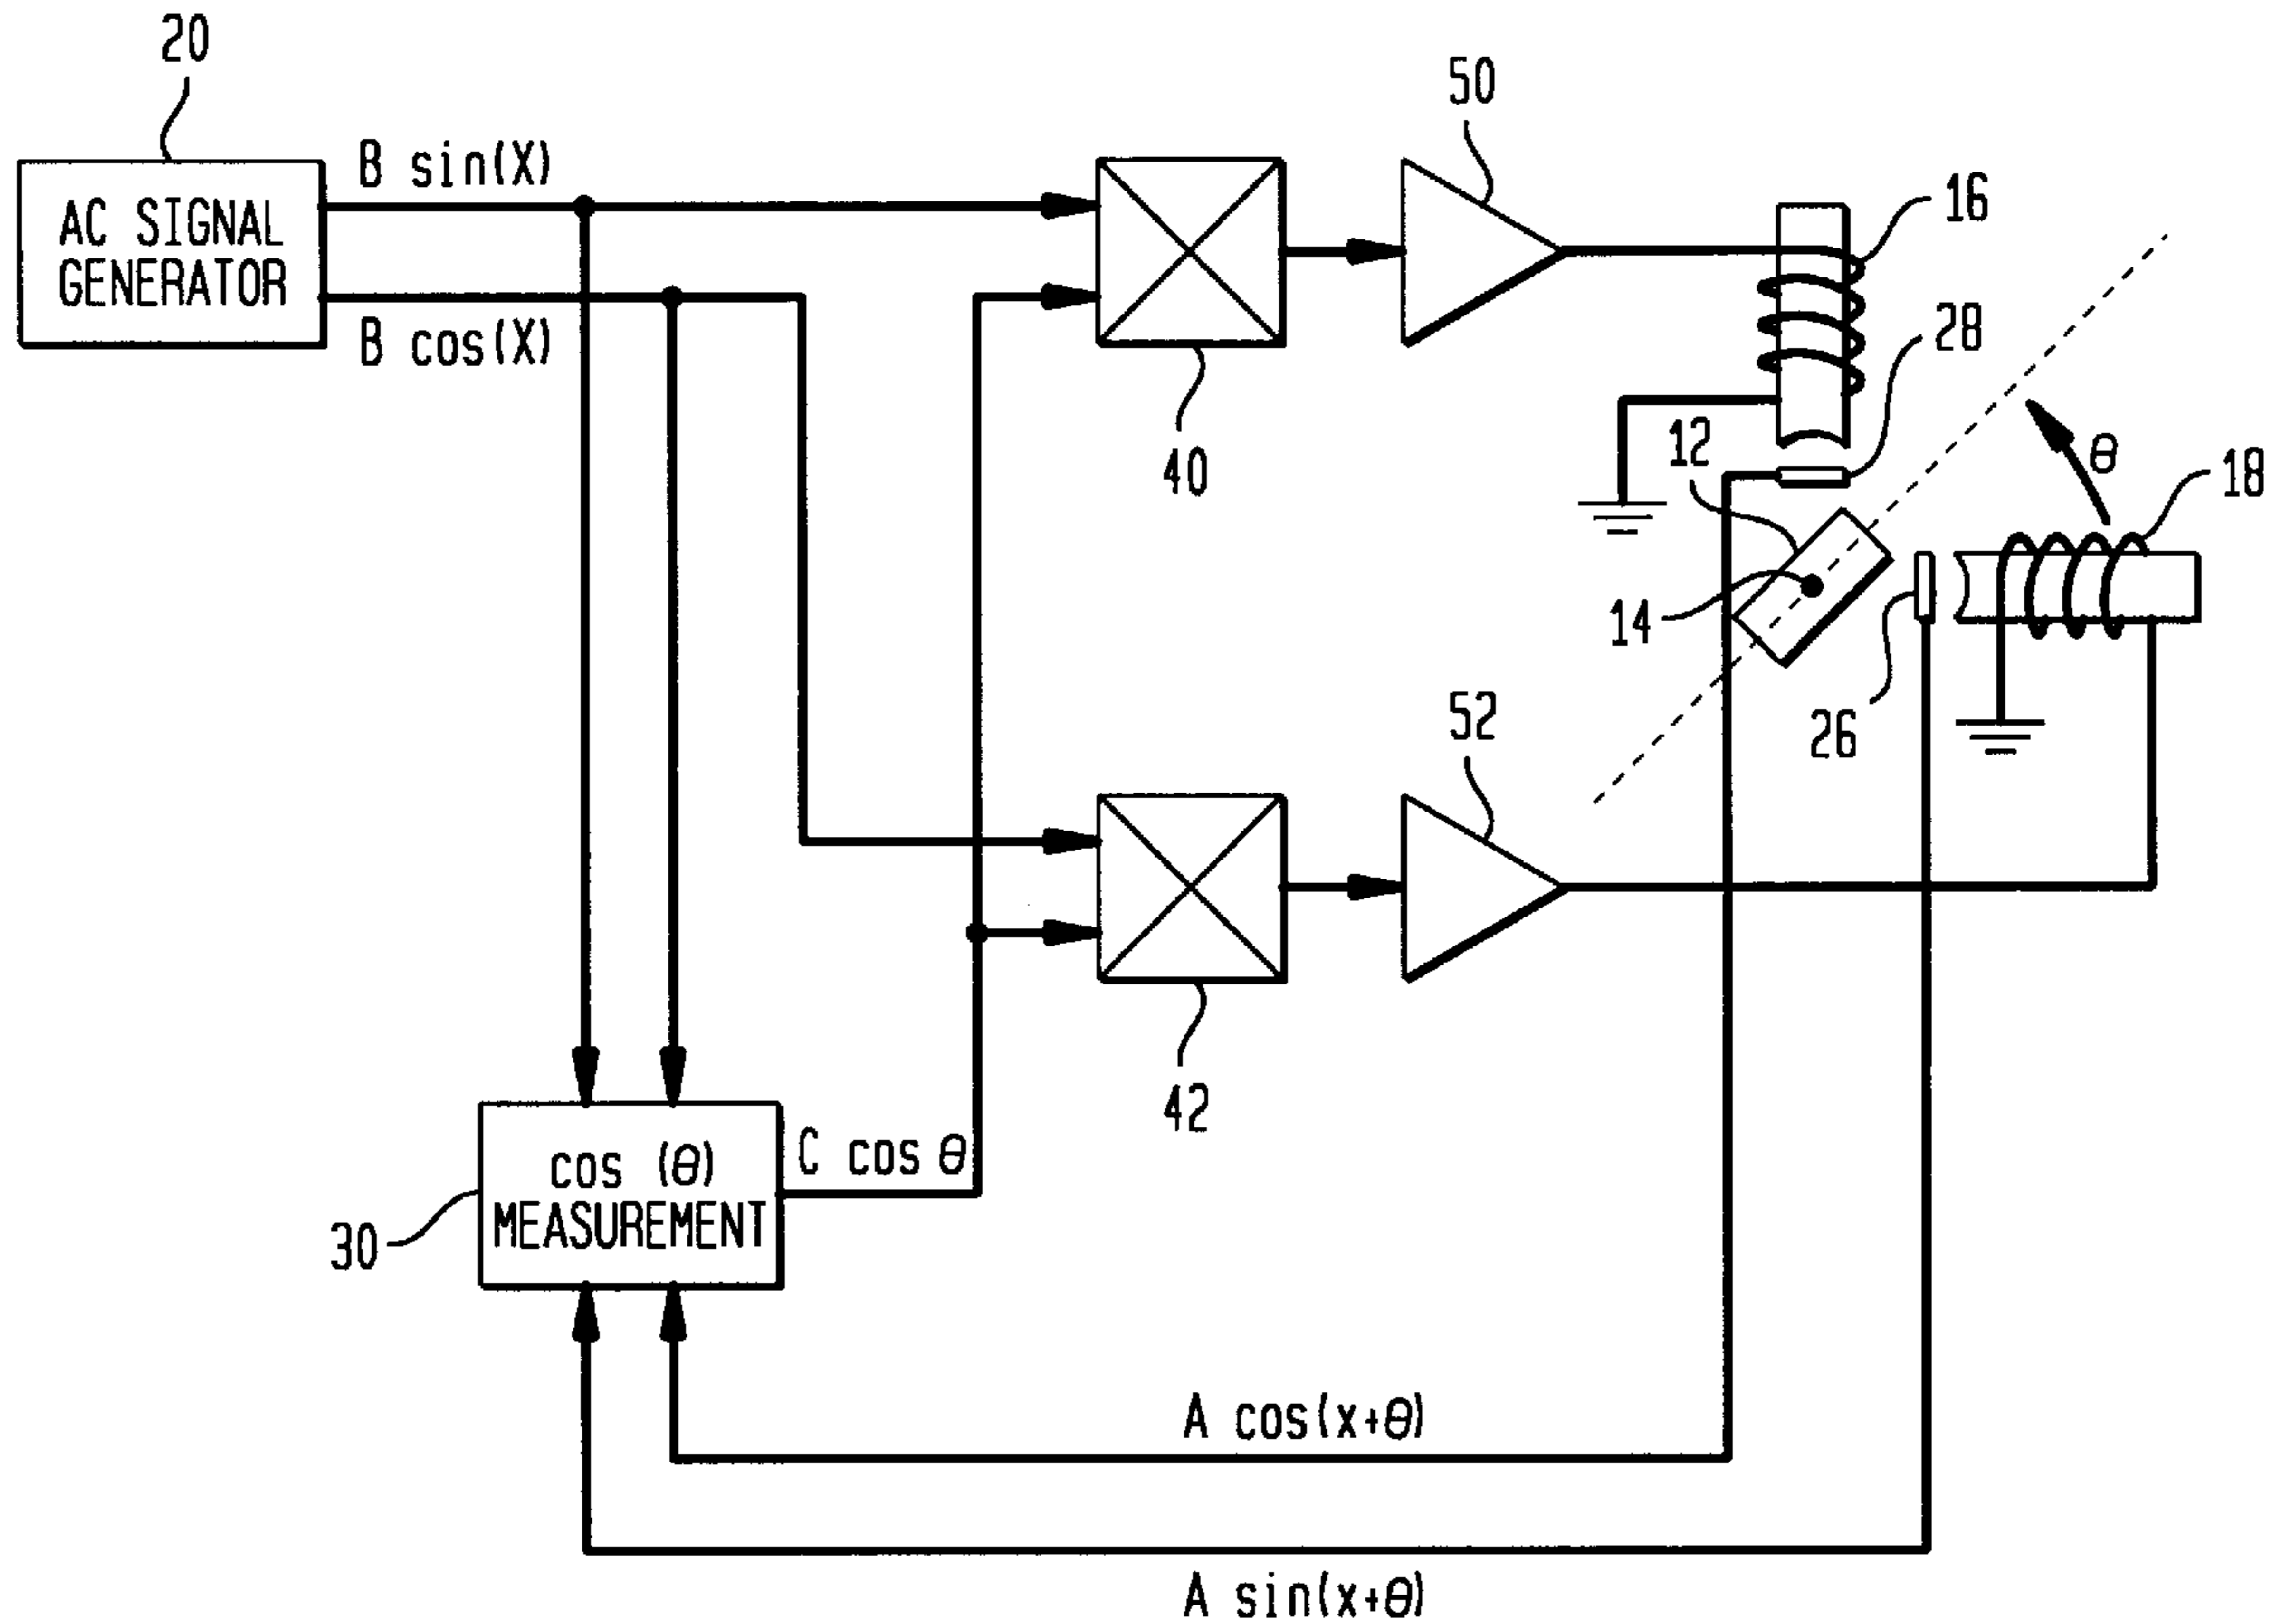 20
50
B sin(X)
AC SIGNAL
GENERATOR
16
B cos(X)
28
12
40
θ
18
14
26
52
42
cos (θ)
MEASUREMENT
C cos θ
30
A cos(x+θ)
A sin(x+θ)